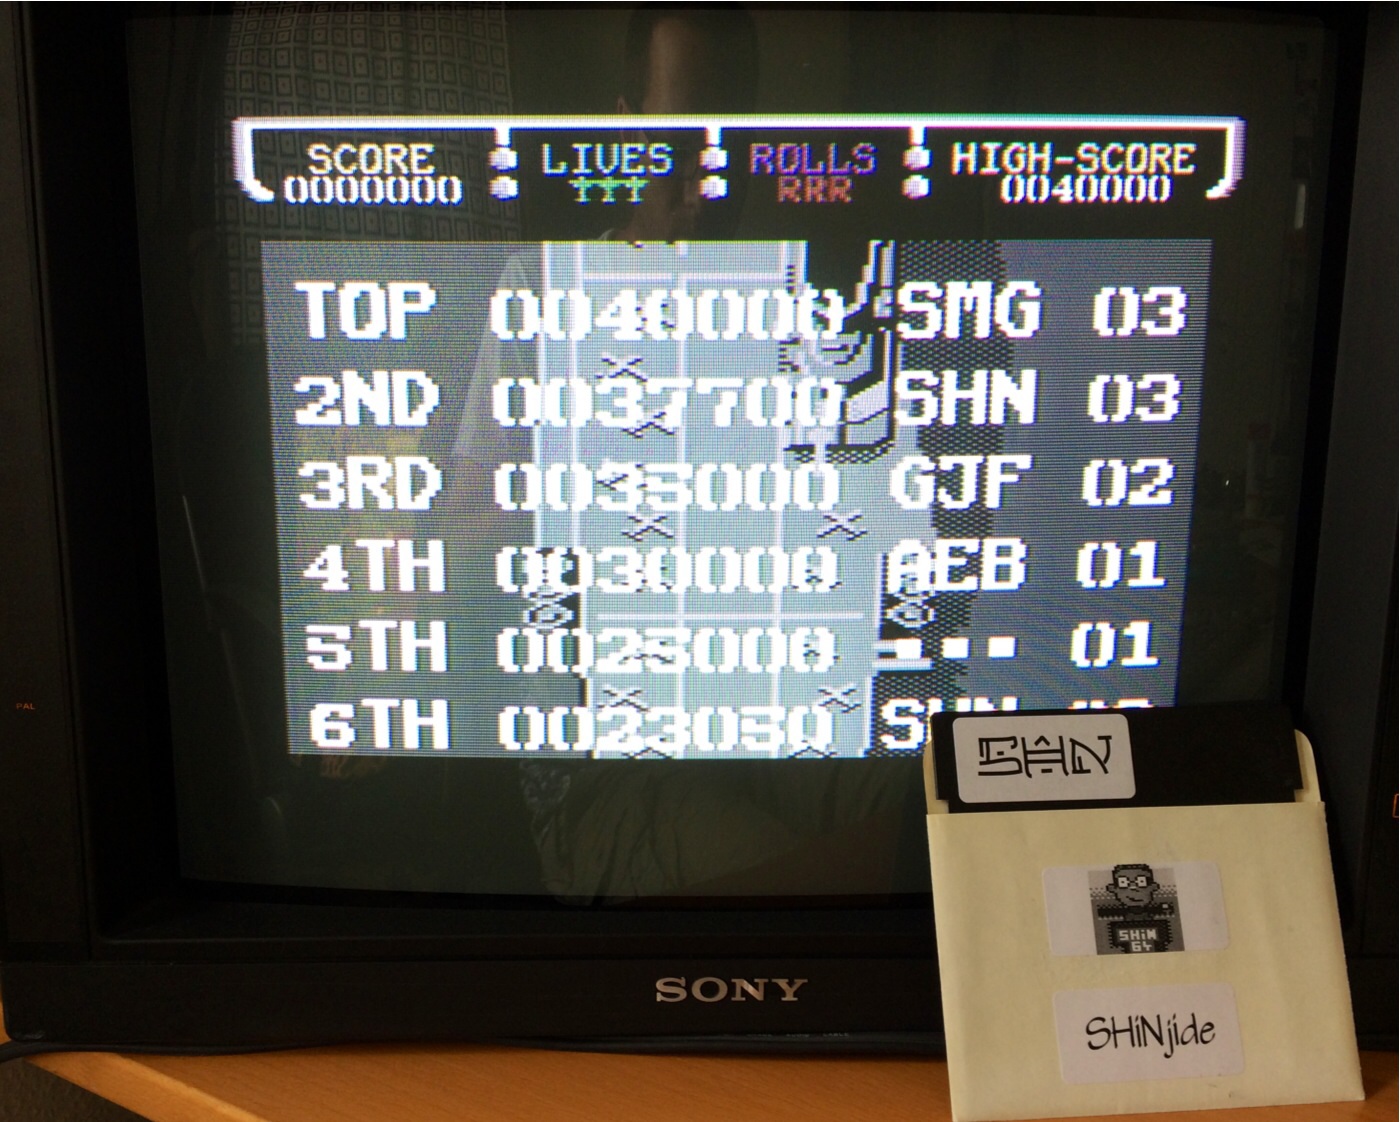 SCORE LIVES ROLLS HIGH-SCORE
0000000 RRR 0040000
TOP 0040000 SMG 03
2ND 0037700 SHN 03
3RD 0035000 GJF 02
4TH 0030000 AEB 01
5TH 0025000 ... 01
6TH 0023050
PAL
SHN
SHiN
64
SONY
SHiNjide